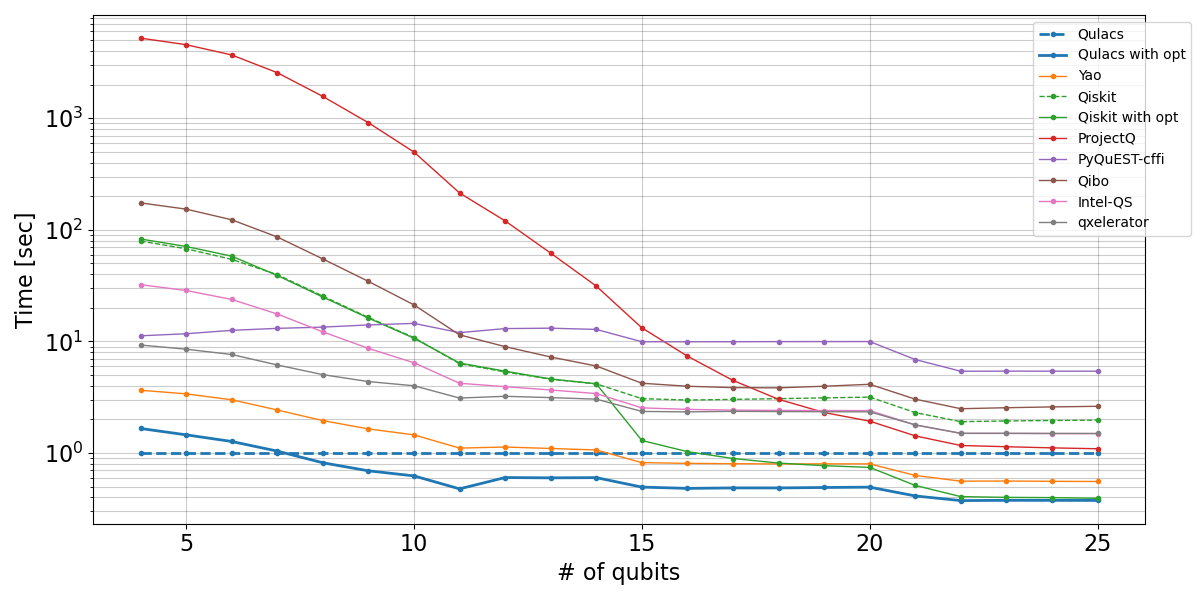 Time [sec]
10³
10²
10¹
10⁰
5
10
15
20
25
# of qubits
Qulacs
Qulacs with opt
Yao
Qiskit
Qiskit with opt
ProjectQ
PyQuEST-cffi
Qibo
Intel-QS
qxelerator